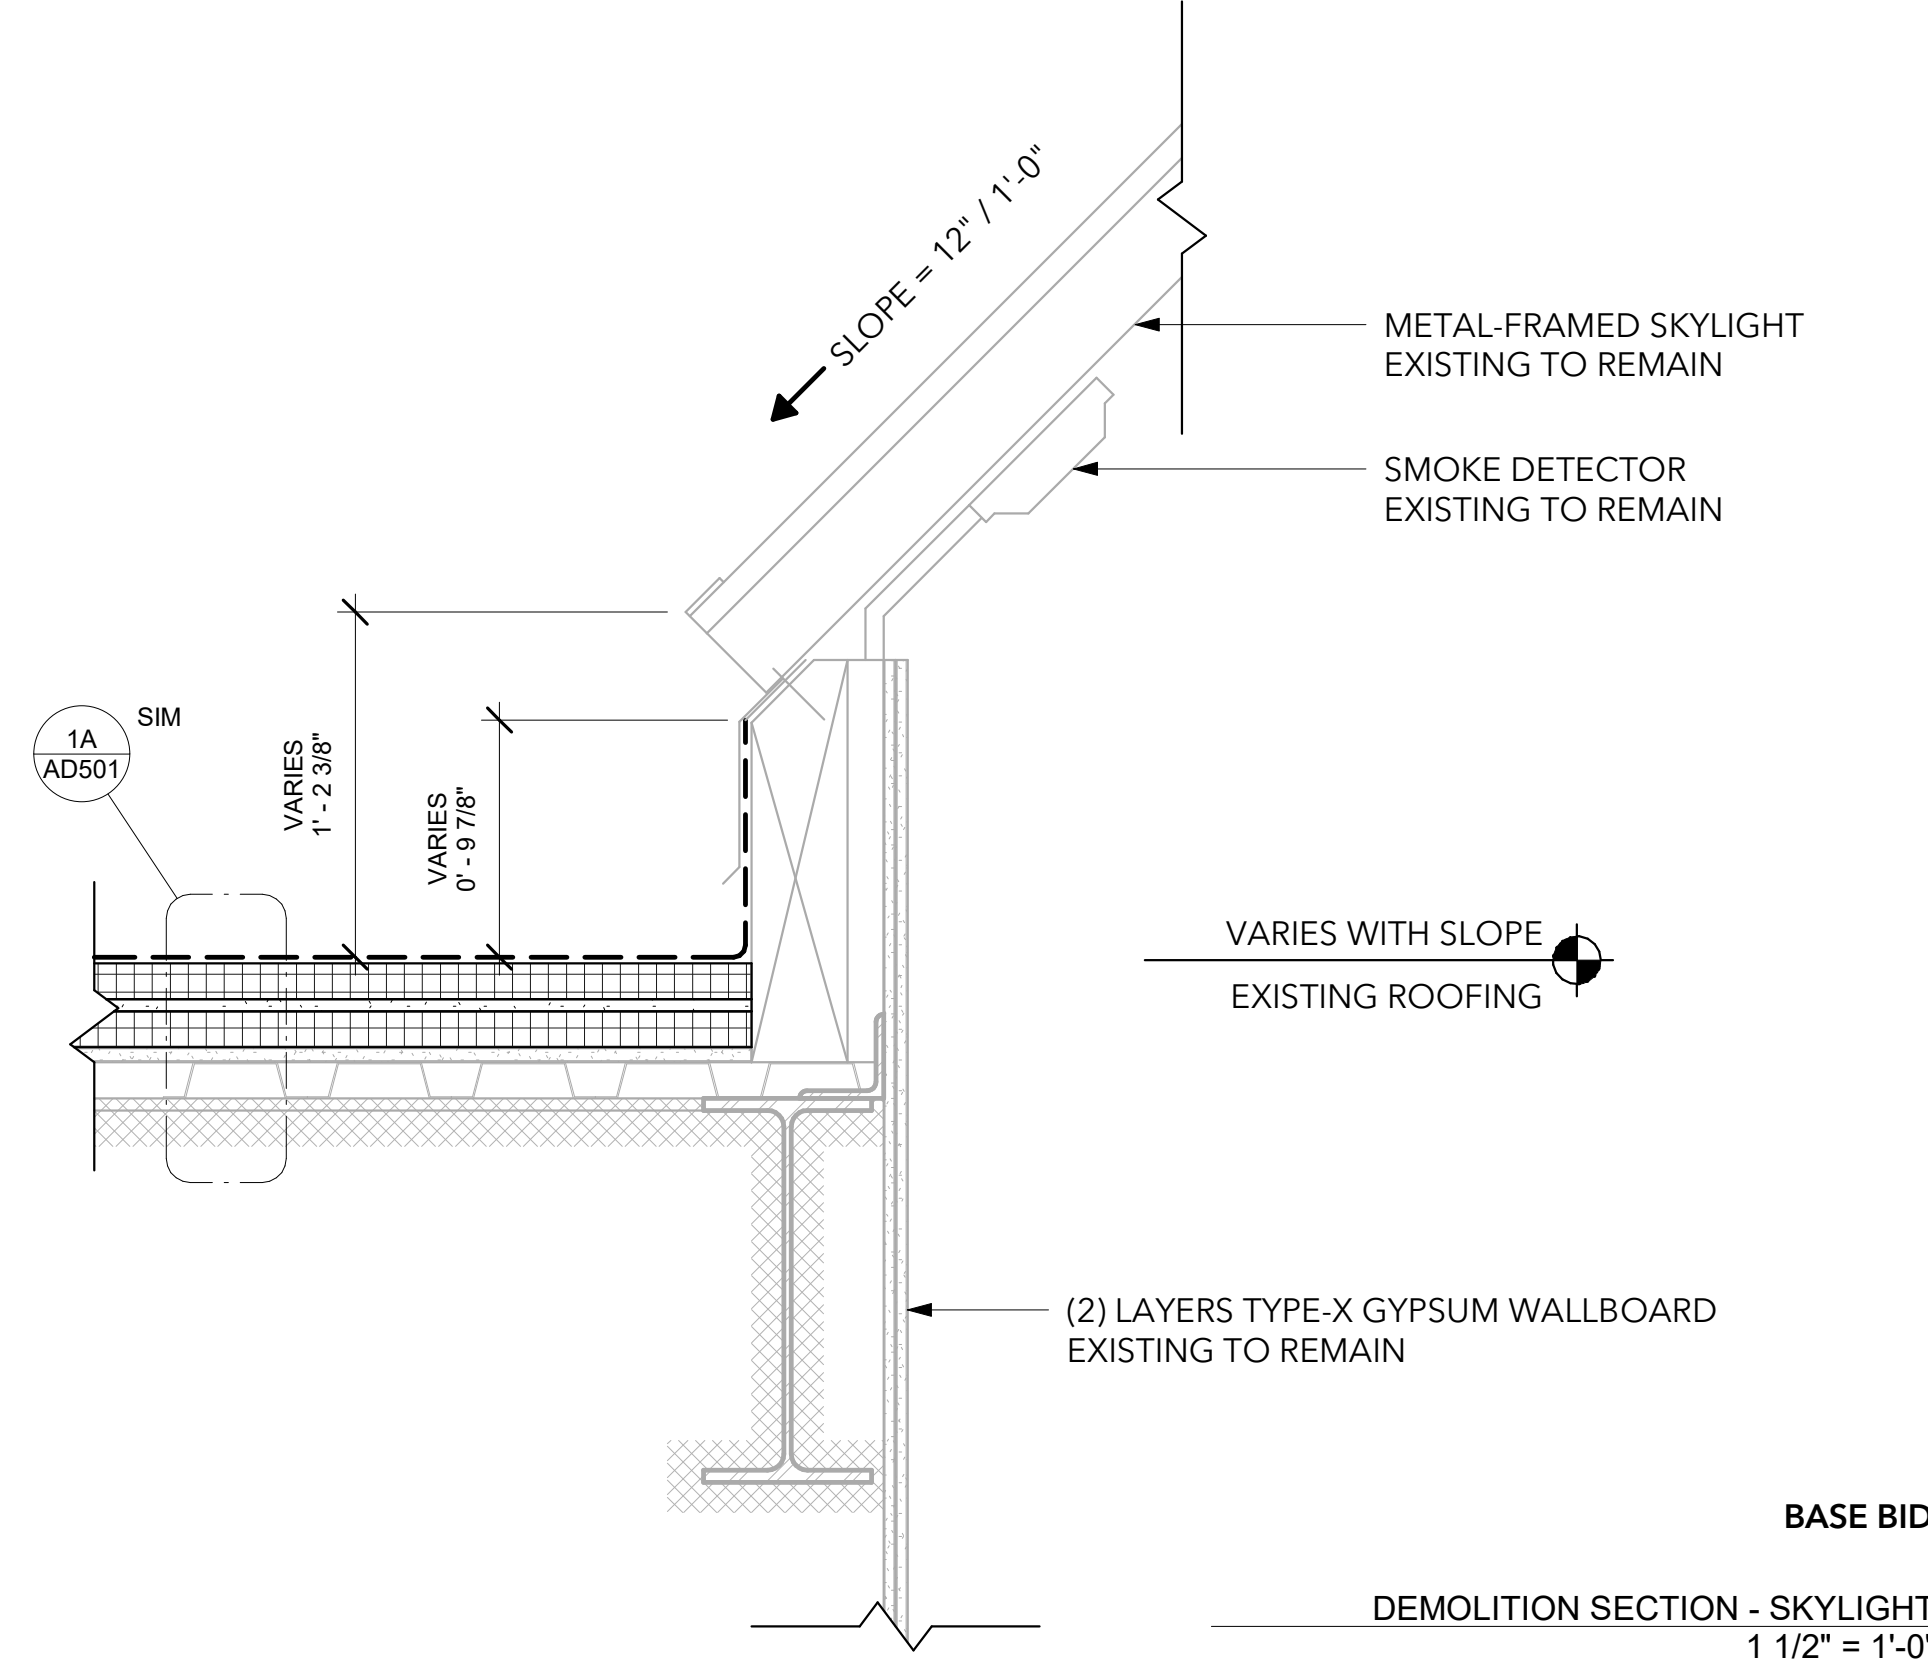 SLOPE = 12" / 1'-0"
METAL-FRAMED SKYLIGHT
EXISTING TO REMAIN
SMOKE DETECTOR
EXISTING TO REMAIN
1A
AD501
SIM
VARIES
1' - 2 3/8"
VARIES
0' - 9 7/8"
VARIES WITH SLOPE
EXISTING ROOFING
(2) LAYERS TYPE-X GYPSUM WALLBOARD
EXISTING TO REMAIN
BASE BID
DEMOLITION SECTION - SKYLIGHT
1 1/2" = 1'-0"